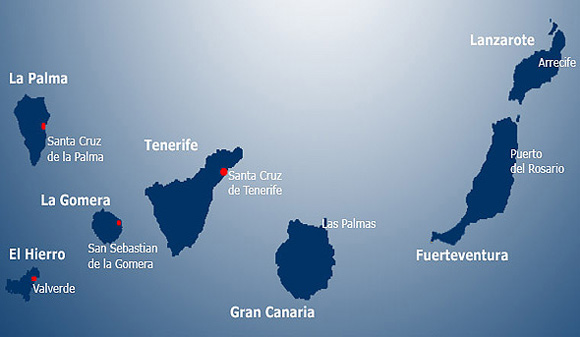 Lanzarote
Arrecife
La Palma
Santa Cruz
de la Palma
Tenerife
Santa Cruz
de Tenerife
Puerto
del Rosario
La Gomera
San Sebastian
de la Gomera
Las Palmas
El Hierro
Valverde
Fuerteventura
Gran Canaria